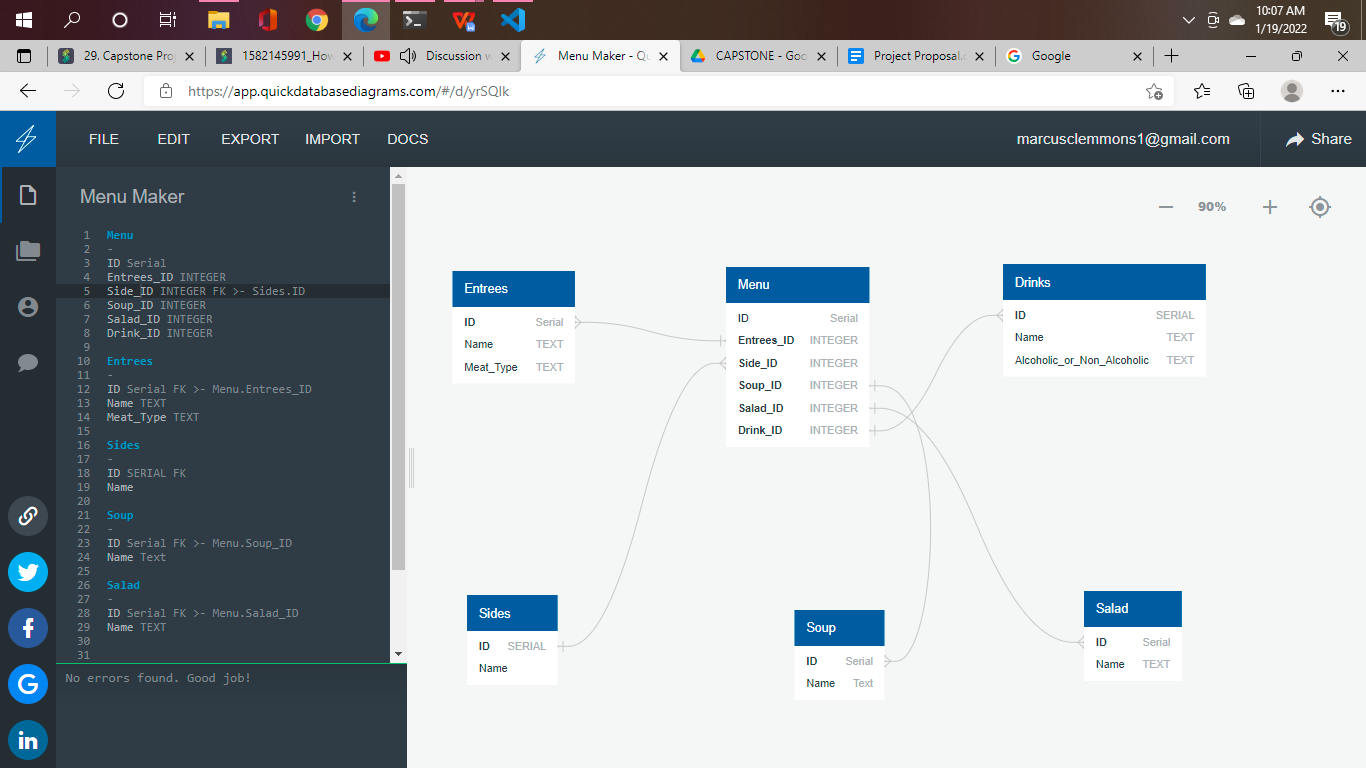 10:07 AM
1/19/2022
19
29. Capstone Pro
1582145991_How
Discussion w
Menu Maker - Qu
CAPSTONE - Goo
Project Proposal.
Google
https://app.quickdatabasediagrams.com/#/d/yrSQIk
FILE EDIT EXPORT IMPORT DOCS
marcusclemmons1@gmail.com
Share
Menu Maker
1 Menu
2 -
3 ID Serial
4 Entrees_ID INTEGER
5 Side_ID INTEGER FK >- Sides.ID
6 Soup_ID INTEGER
7 Salad_ID INTEGER
8 Drink_ID INTEGER
9
10 Entrees
11 -
12 ID Serial FK >- Menu.Entrees_ID
13 Name TEXT
14 Meat_Type TEXT
15
16 Sides
17 -
18 ID SERIAL FK
19 Name
20
21 Soup
22 -
23 ID Serial FK >- Menu.Soup_ID
24 Name Text
25
26 Salad
27 -
28 ID Serial FK >- Menu.Salad_ID
29 Name TEXT
30
31
No errors found. Good job!
90%
Entrees
ID Serial
Name TEXT
Meat_Type TEXT
Menu
ID Serial
Entrees_ID INTEGER
Side_ID INTEGER
Soup_ID INTEGER
Salad_ID INTEGER
Drink_ID INTEGER
Drinks
ID SERIAL
Name TEXT
Alcoholic_or_Non_Alcoholic TEXT
Sides
ID SERIAL
Name
Soup
ID Serial
Name Text
Salad
ID Serial
Name TEXT